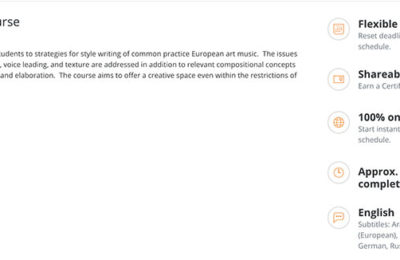 urse
tudents to strategies for style writing of common practice European art music. The issues
, voice leading, and texture are addressed in addition to relevant compositional concepts
and elaboration. The course aims to offer a creative space even within the restrictions of
Flexible
Reset deadli
schedule.
Shareab
Earn a Certif
100% on
Start instant
schedule.
Approx.
complet
English
Subtitles: Ar
(European),
German, Rus